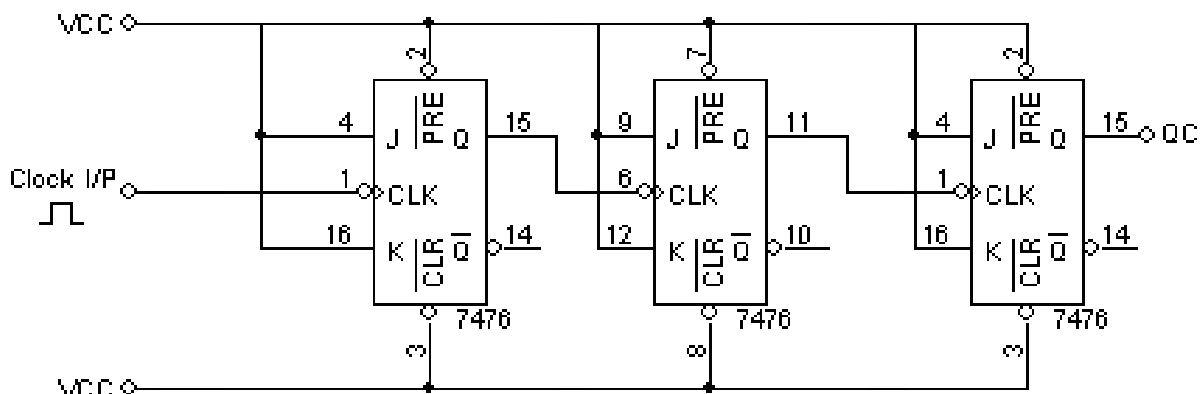 VCC
2 7 2
4 J PRE Q 15 9 J PRE Q 11 4 J PRE Q 15 QC
Clock I/P 1 CLK 6 CLK 1 CLK
16 K CLR Q 14 12 K CLR Q 10 16 K CLR Q 14
7476 7476 7476
3 8 3
VCC